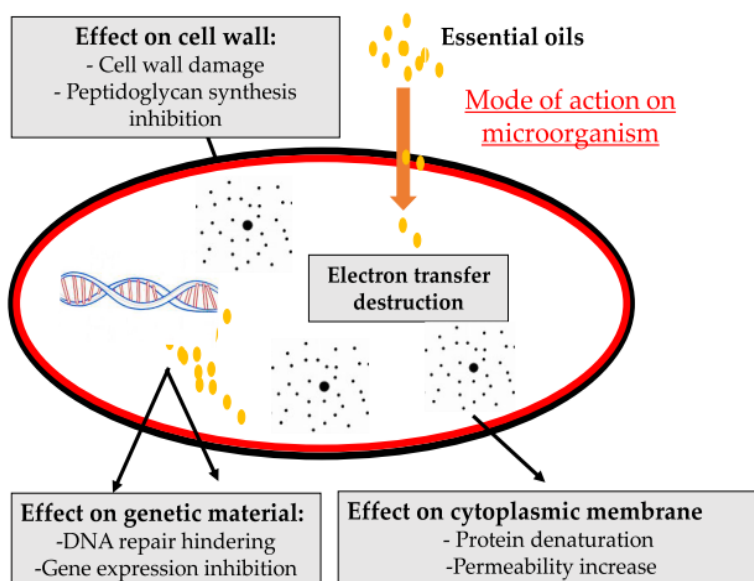 Effect on cell wall:
- Cell wall damage
- Peptidoglycan synthesis
inhibition
Essential oils
Mode of action on
microorganism
Electron transfer
destruction
Effect on genetic material:
-DNA repair hindering
-Gene expression inhibition
Effect on cytoplasmic membrane
- Protein denaturation
-Permeability increase